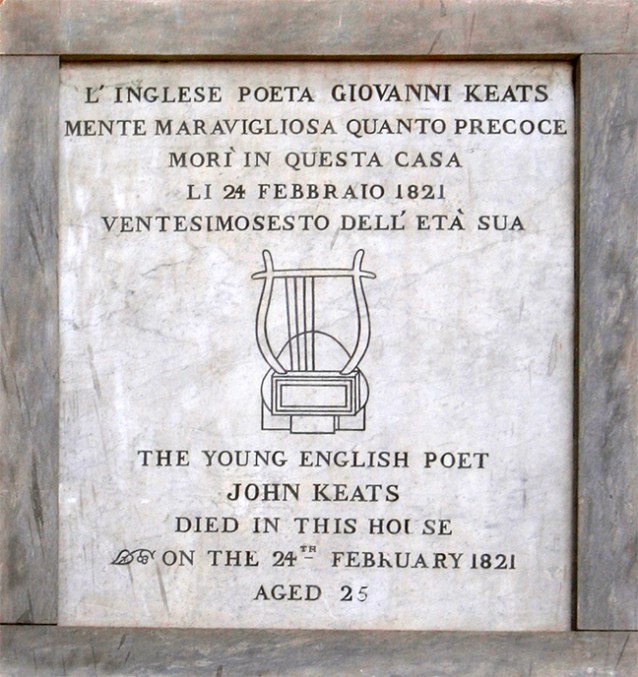 L' INGLESE POETA GIOVANNI KEATS
MENTE MARAVIGLIOSA QUANTO PRECOCE
MORÌ IN QUESTA CASA
LI 24 FEBBRAIO 1821
VENTESIMOSESTO DELL' ETÀ SUA
THE YOUNG ENGLISH POET
JOHN KEATS
DIED IN THIS HOUSE
ON THE 24TH FEBRUARY 1821
AGED 25